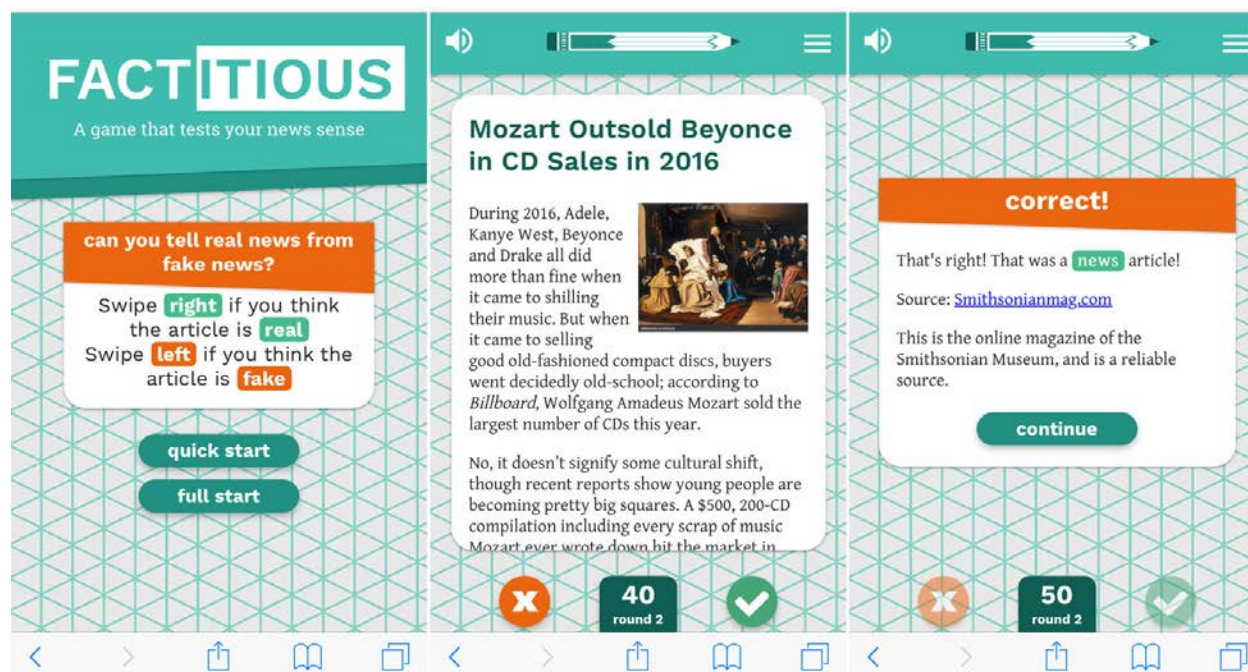 FACTITIOUS
A game that tests your news sense
can you tell real news from
fake news?
Swipe right if you think
the article is real
Swipe left if you think the
article is fake
quick start
full start
Mozart Outsold Beyonce
in CD Sales in 2016
During 2016, Adele,
Kanye West, Beyonce
and Drake all did
more than fine when
it came to shilling
their music. But when
it came to selling
good old-fashioned compact discs, buyers
went decidedly old-school; according to
Billboard, Wolfgang Amadeus Mozart sold the
largest number of CDs this year.
No, it doesn't signify some cultural shift,
though recent reports show young people are
becoming pretty big squares. A $500, 200-CD
compilation including every scrap of music
Mozart ever wrote down hit the market in
40
round 2
correct!
That's right! That was a news article!
Source: Smithsonianmag.com
This is the online magazine of the
Smithsonian Museum, and is a reliable
source.
continue
50
round 2